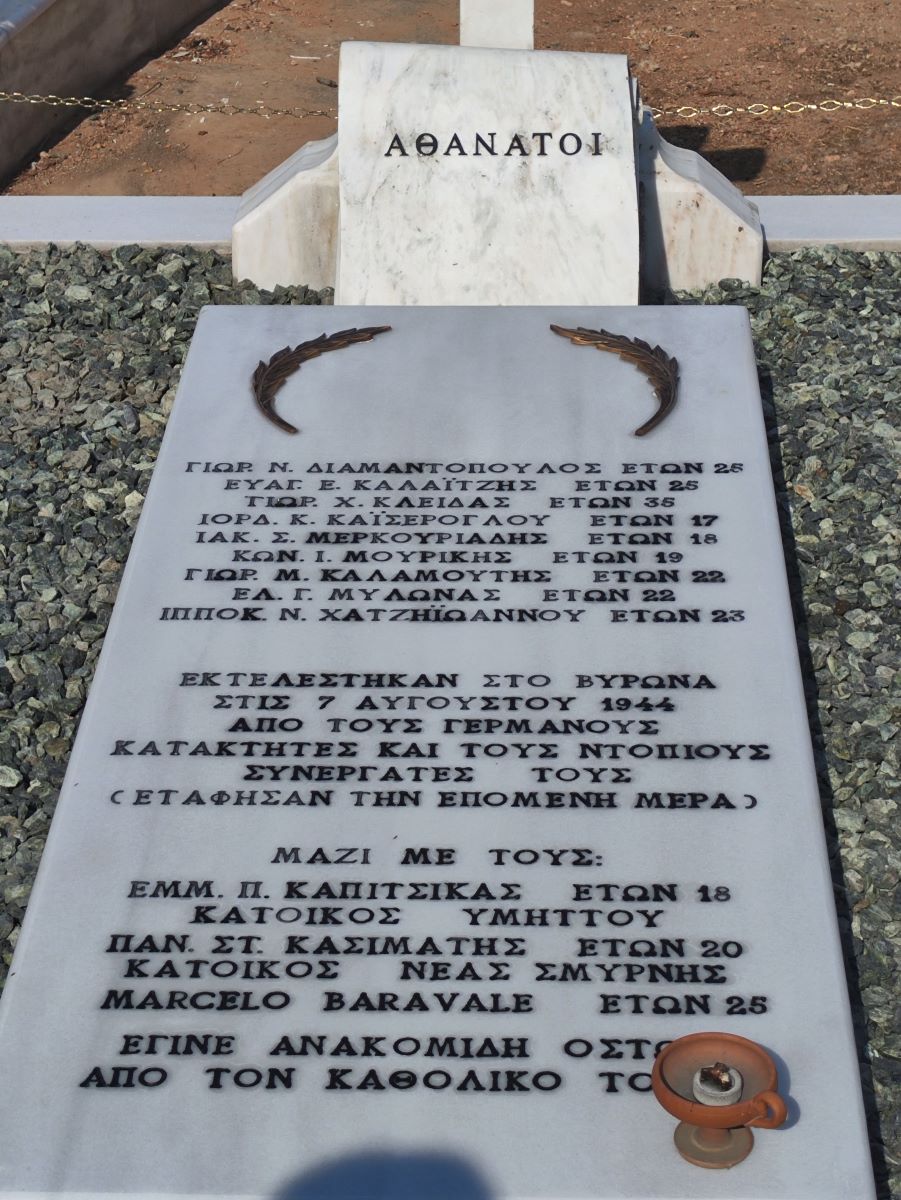 ΑΘΑΝΑΤΟΙ
ΓΙΩΡ. Ν. ΔΙΑΜΑΝΤΟΠΟΥΛΟΣ ΕΤΩΝ 25
ΕΥΑΓ. Ε. ΚΑΛΑΪΤΖΗΣ ΕΤΩΝ 25
ΓΙΩΡ. Χ. ΚΛΕΙΔΑΣ ΕΤΩΝ 35
ΙΟΡΔ. Κ. ΚΑΪΣΕΡΟΓΛΟΥ ΕΤΩΝ 17
ΙΑΚ. Σ. ΜΕΡΚΟΥΡΙΑΔΗΣ ΕΤΩΝ 18
ΚΩΝ. Ι. ΜΟΥΡΙΚΗΣ ΕΤΩΝ 19
ΓΙΩΡ. Μ. ΚΑΛΑΜΟΥΤΗΣ ΕΤΩΝ 22
ΕΛ. Γ. ΜΥΛΩΝΑΣ ΕΤΩΝ 22
ΙΠΠΟΚ. Ν. ΧΑΤΖΗΪΩΑΝΝΟΥ ΕΤΩΝ 23
ΕΚΤΕΛΕΣΤΗΚΑΝ ΣΤΟ ΒΥΡΩΝΑ
ΣΤΙΣ 7 ΑΥΓΟΥΣΤΟΥ 1944
ΑΠΟ ΤΟΥΣ ΓΕΡΜΑΝΟΥΣ
ΚΑΤΑΚΤΗΤΕΣ ΚΑΙ ΤΟΥΣ ΝΤΟΠΙΟΥΣ
ΣΥΝΕΡΓΑΤΕΣ ΤΟΥΣ
(ΕΤΑΦΗΣΑΝ ΤΗΝ ΕΠΟΜΕΝΗ ΜΕΡΑ)
ΜΑΖΙ ΜΕ ΤΟΥΣ:
ΕΜΜ. Π. ΚΑΠΙΤΣΙΚΑΣ ΕΤΩΝ 18
ΚΑΤΟΙΚΟΣ ΥΜΗΤΤΟΥ
ΠΑΝ. ΣΤ. ΚΑΣΙΜΑΤΗΣ ΕΤΩΝ 20
ΚΑΤΟΙΚΟΣ ΝΕΑΣ ΣΜΥΡΝΗΣ
MARCELO BARAVALE ΕΤΩΝ 25
ΕΓΙΝΕ ΑΝΑΚΟΜΙΔΗ
ΑΠΟ ΤΟΝ ΚΑΘΟΛΙΚΟ